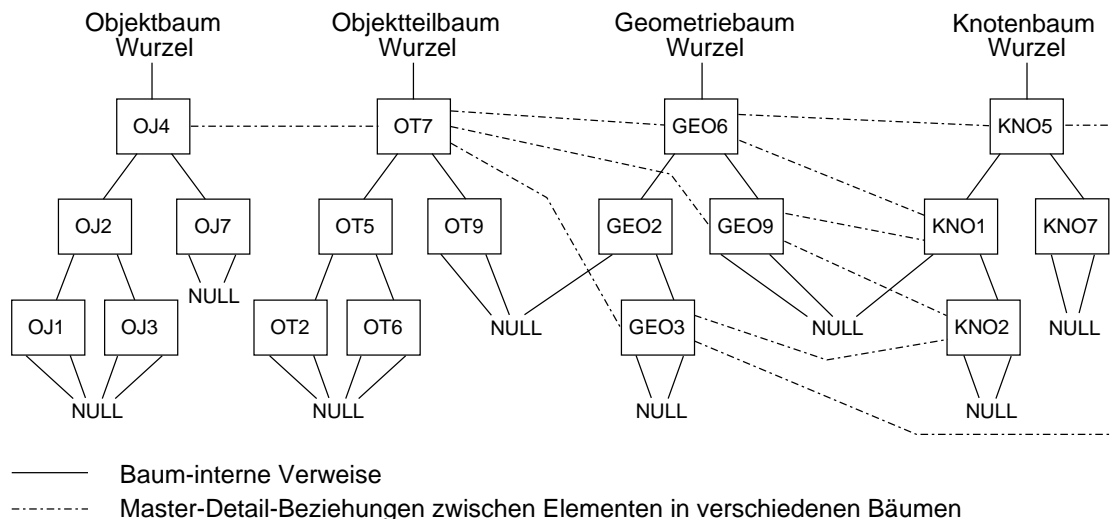 Objektbaum Objektteilbaum Geometriebaum Knotenbaum
Wurzel Wurzel Wurzel Wurzel
OJ4 OT7 GEO6 KNO5
OJ2 OJ7 OT5 OT9 GEO2 GEO9 KNO1 KNO7
NULL
OJ1 OJ3 OT2 OT6 NULL GEO3 NULL KNO2 NULL
NULL NULL NULL NULL
Baum-interne Verweise
Master-Detail-Beziehungen zwischen Elementen in verschiedenen Bäumen